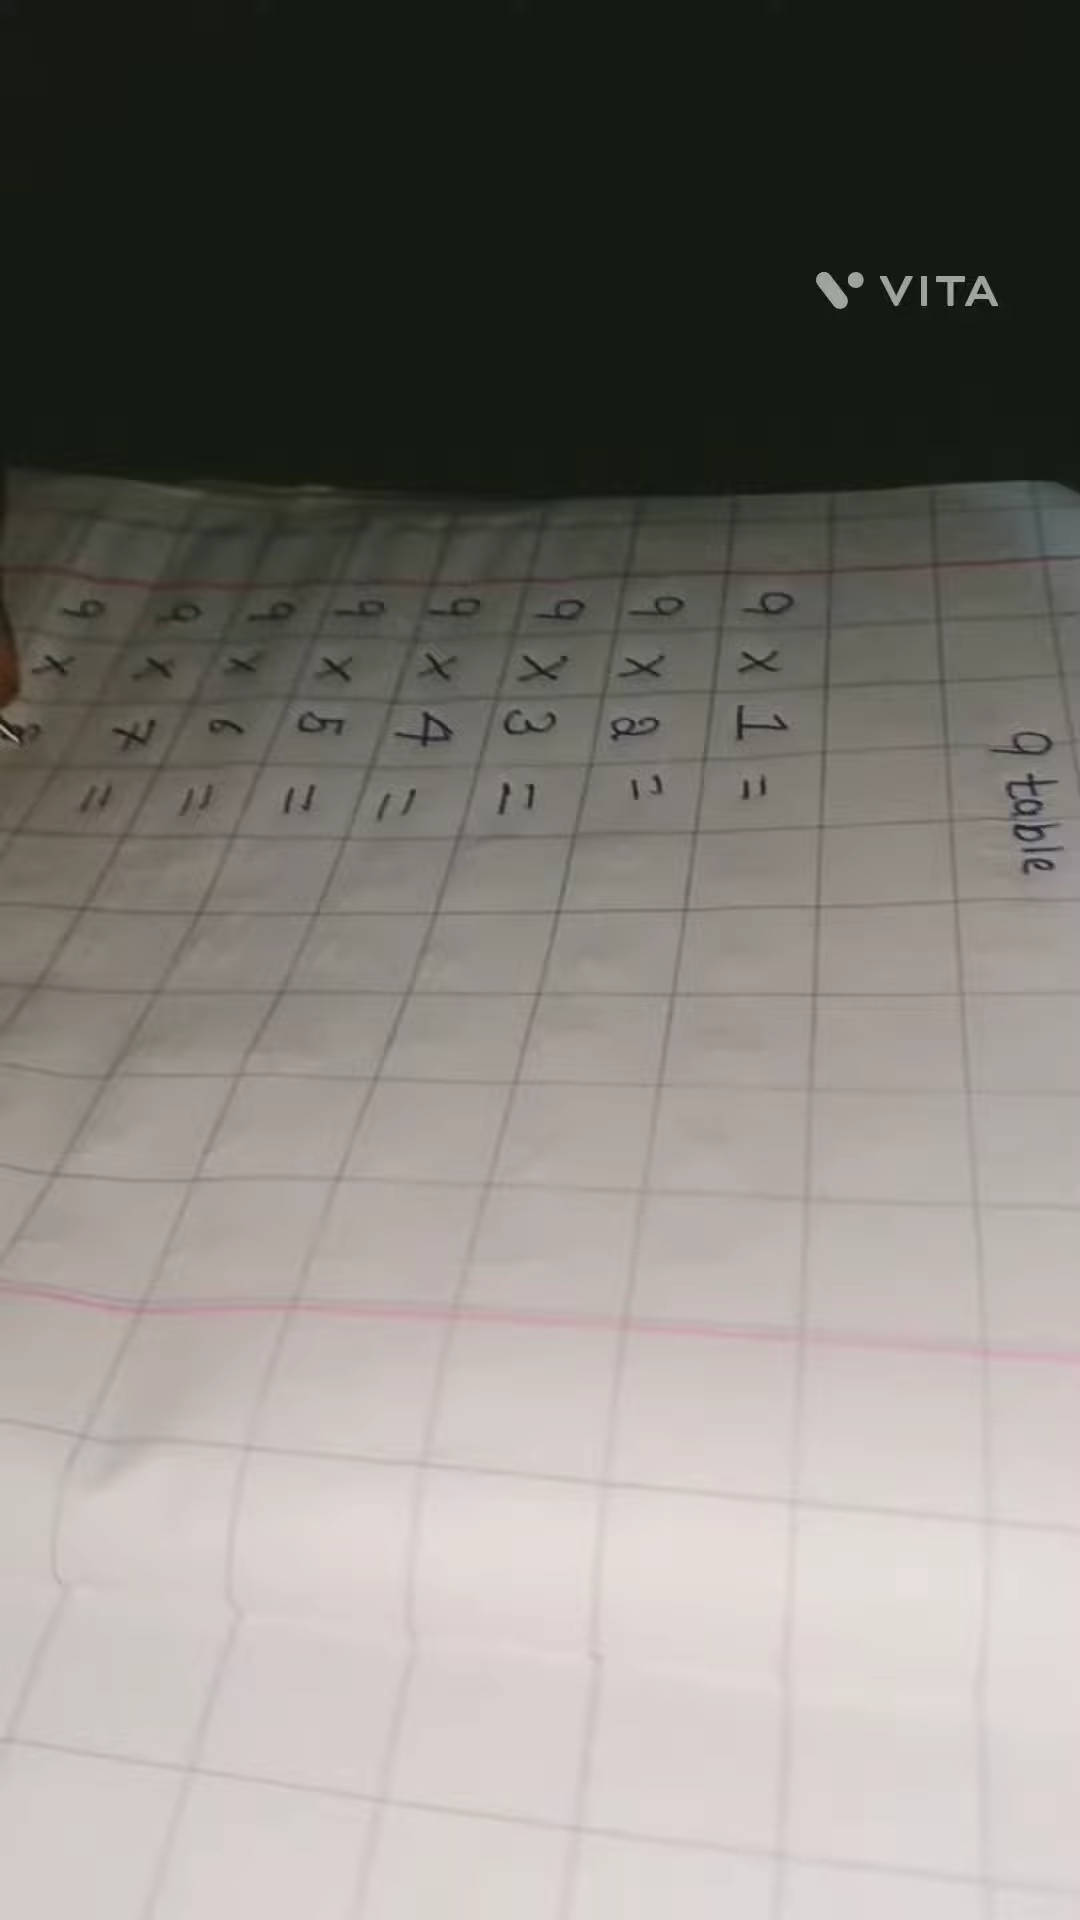 VITA
9 table
9 x 1 =
9 x 2 =
9 x 3 =
9 x 4 =
9 x 5 =
9 x 6 =
9 x 7 =
9 x